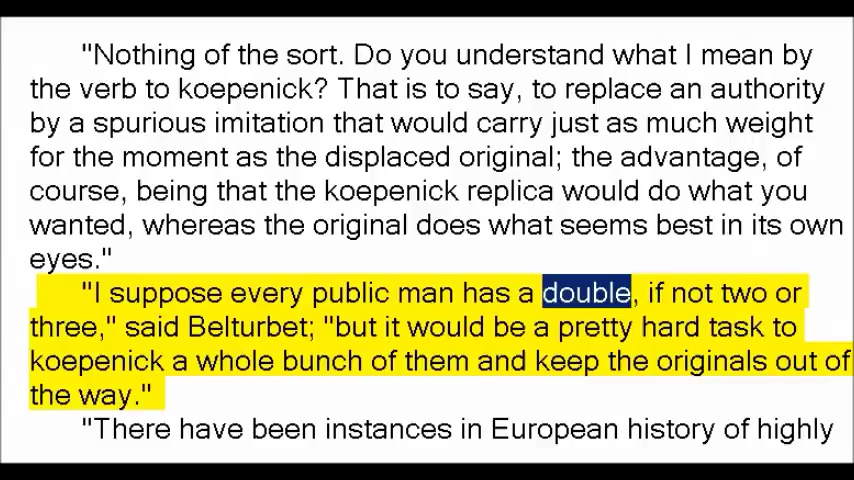 "Nothing of the sort. Do you understand what I mean by
the verb to koepenick? That is to say, to replace an authority
by a spurious imitation that would carry just as much weight
for the moment as the displaced original; the advantage, of
course, being that the koepenick replica would do what you
wanted, whereas the original does what seems best in its own
eyes."
"I suppose every public man has a double, if not two or
three," said Belturbet; "but it would be a pretty hard task to
koepenick a whole bunch of them and keep the originals out of
the way."
"There have been instances in European history of highly